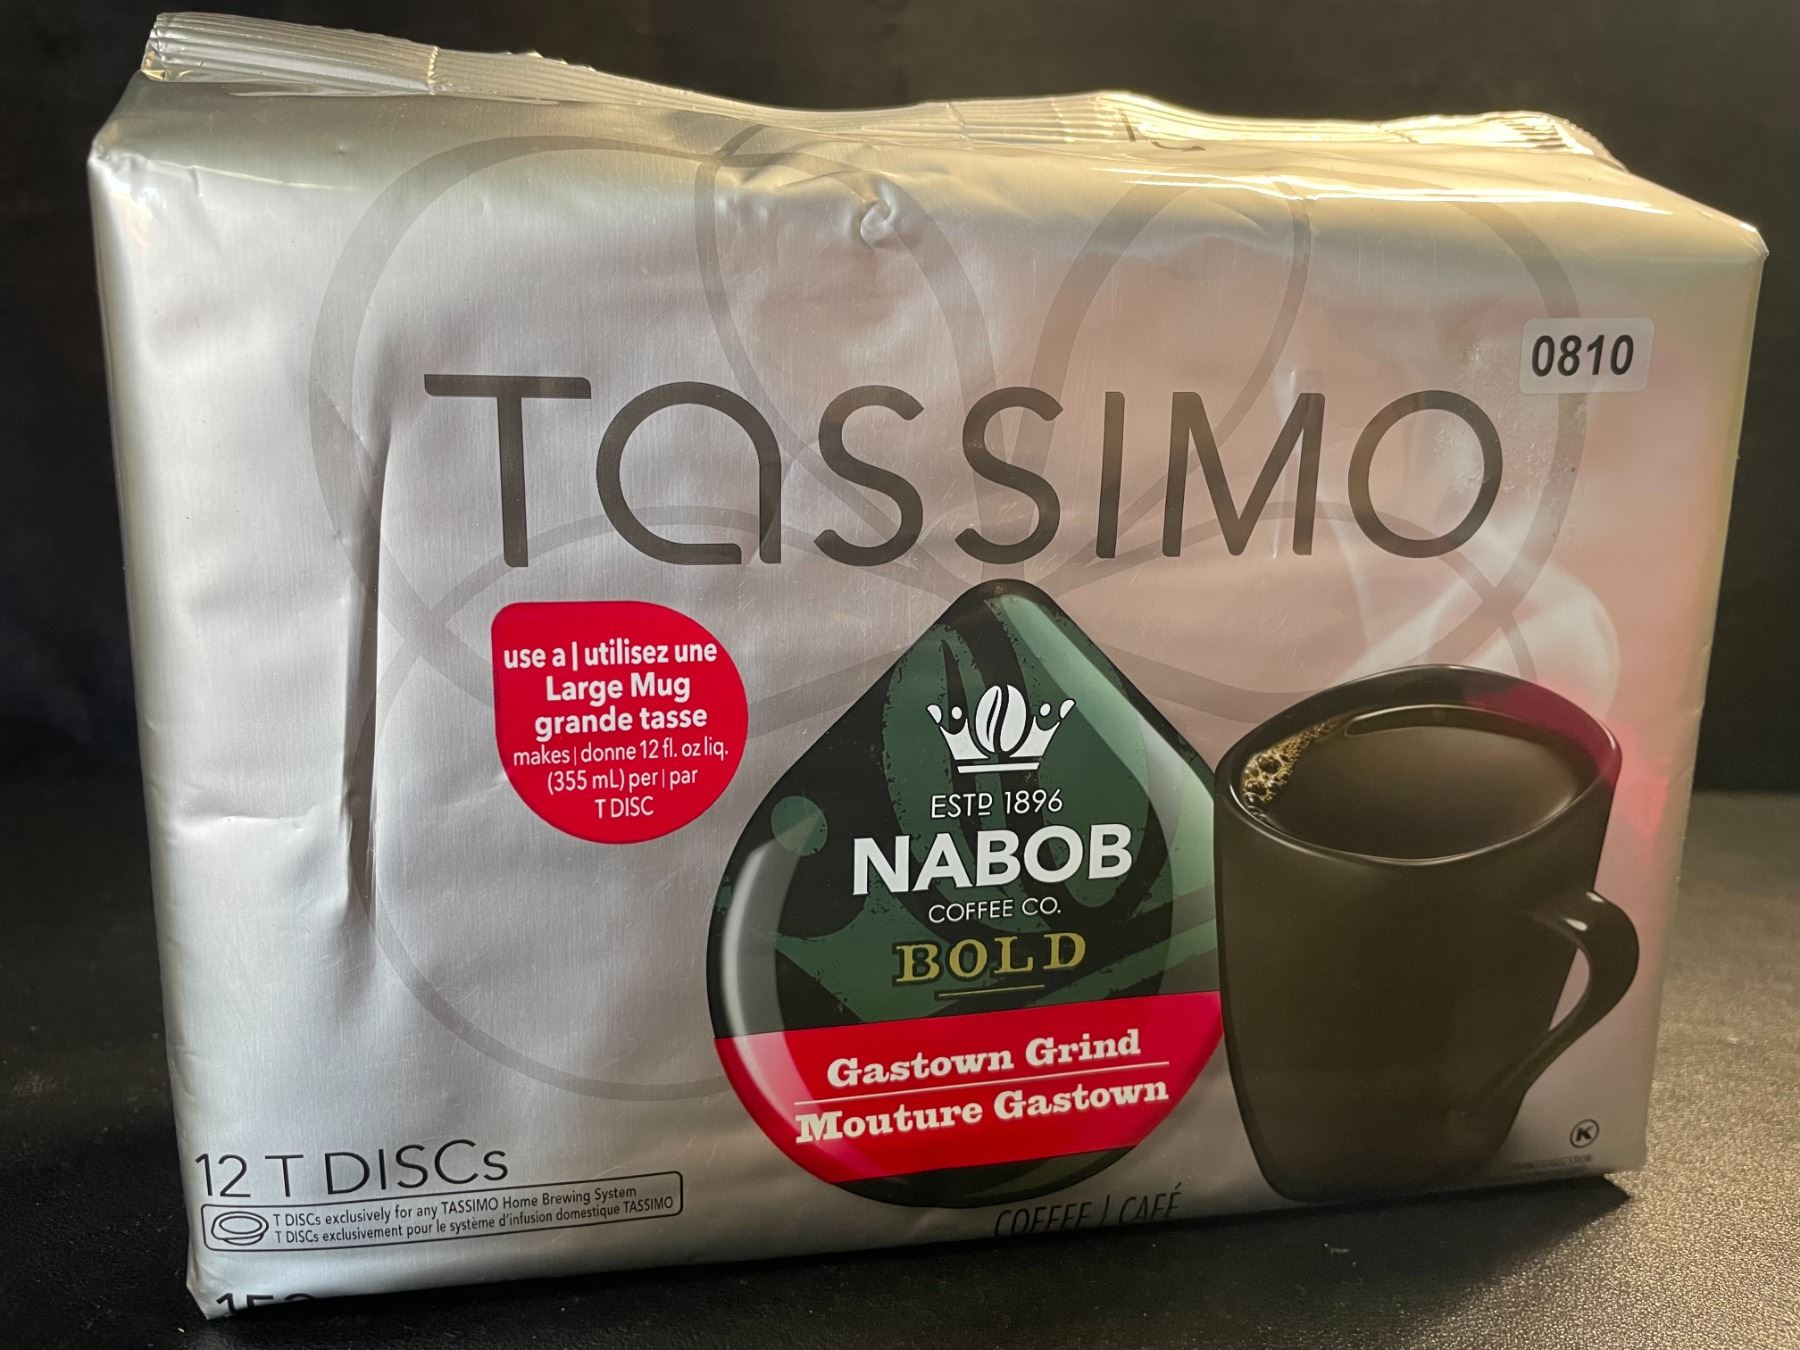 TASSIMO
0810
use a | utilisez une
Large Mug
grande tasse
makes | donne 12 fl. oz liq.
(355 mL) per | par
T DISC
ESTD 1896
NABOB
COFFEE CO.
BOLD
Gastown Grind
Mouture Gastown
12 T DISCs
T DISCs exclusively for any TASSIMO Home Brewing System
T DISCs exclusivement pour le système d'infusion domestique TASSIMO
COFFEE | CAFÉ
K